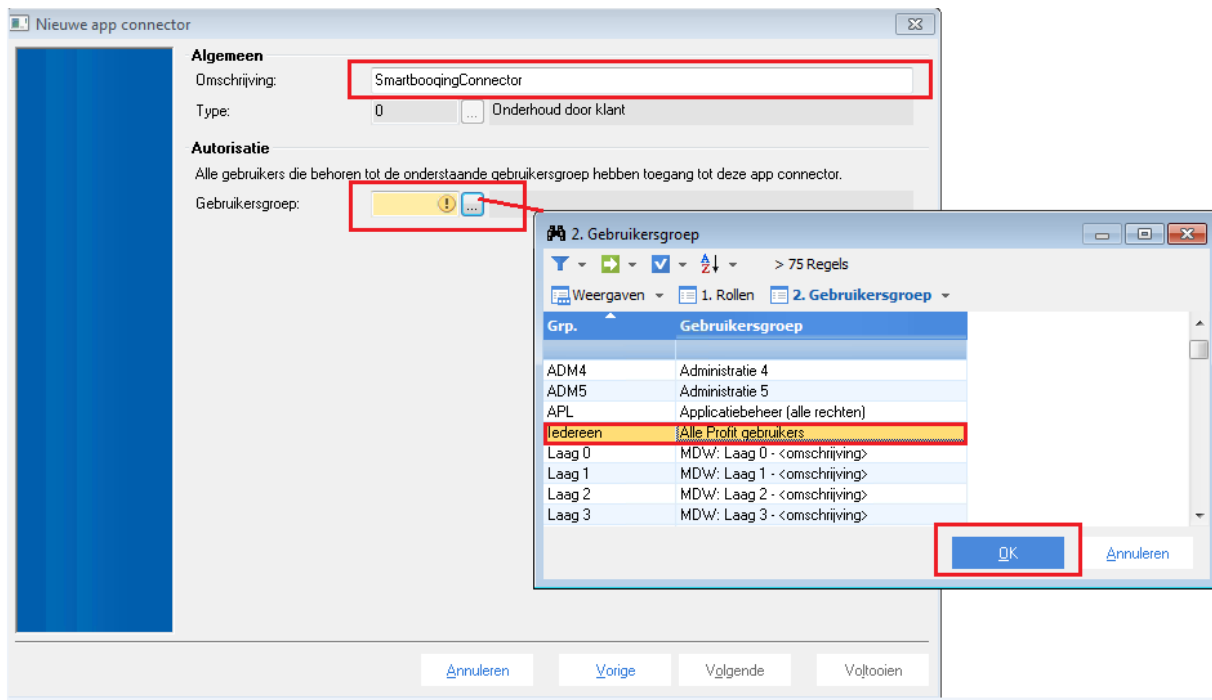 Nieuwe app connector
Algemeen
Omschrijving: SmartbooqingConnector
Type: 0 ... Onderhoud door klant
Autorisatie
Alle gebruikers die behoren tot de onderstaande gebruikersgroep hebben toegang tot deze app connector.
Gebruikersgroep: ...
2. Gebruikersgroep
> 75 Regels
Weergaven 1. Rollen 2. Gebruikersgroep
Grp. Gebruikersgroep
ADM4 Administratie 4
ADM5 Administratie 5
APL Applicatiebeheer (alle rechten)
Iedereen Alle Profit gebruikers
Laag 0 MDW: Laag 0 - <omschrijving>
Laag 1 MDW: Laag 1 - <omschrijving>
Laag 2 MDW: Laag 2 - <omschrijving>
Laag 3 MDW: Laag 3 - <omschrijving>
OK Annuleren
Annuleren Vorige Volgende Voltooien